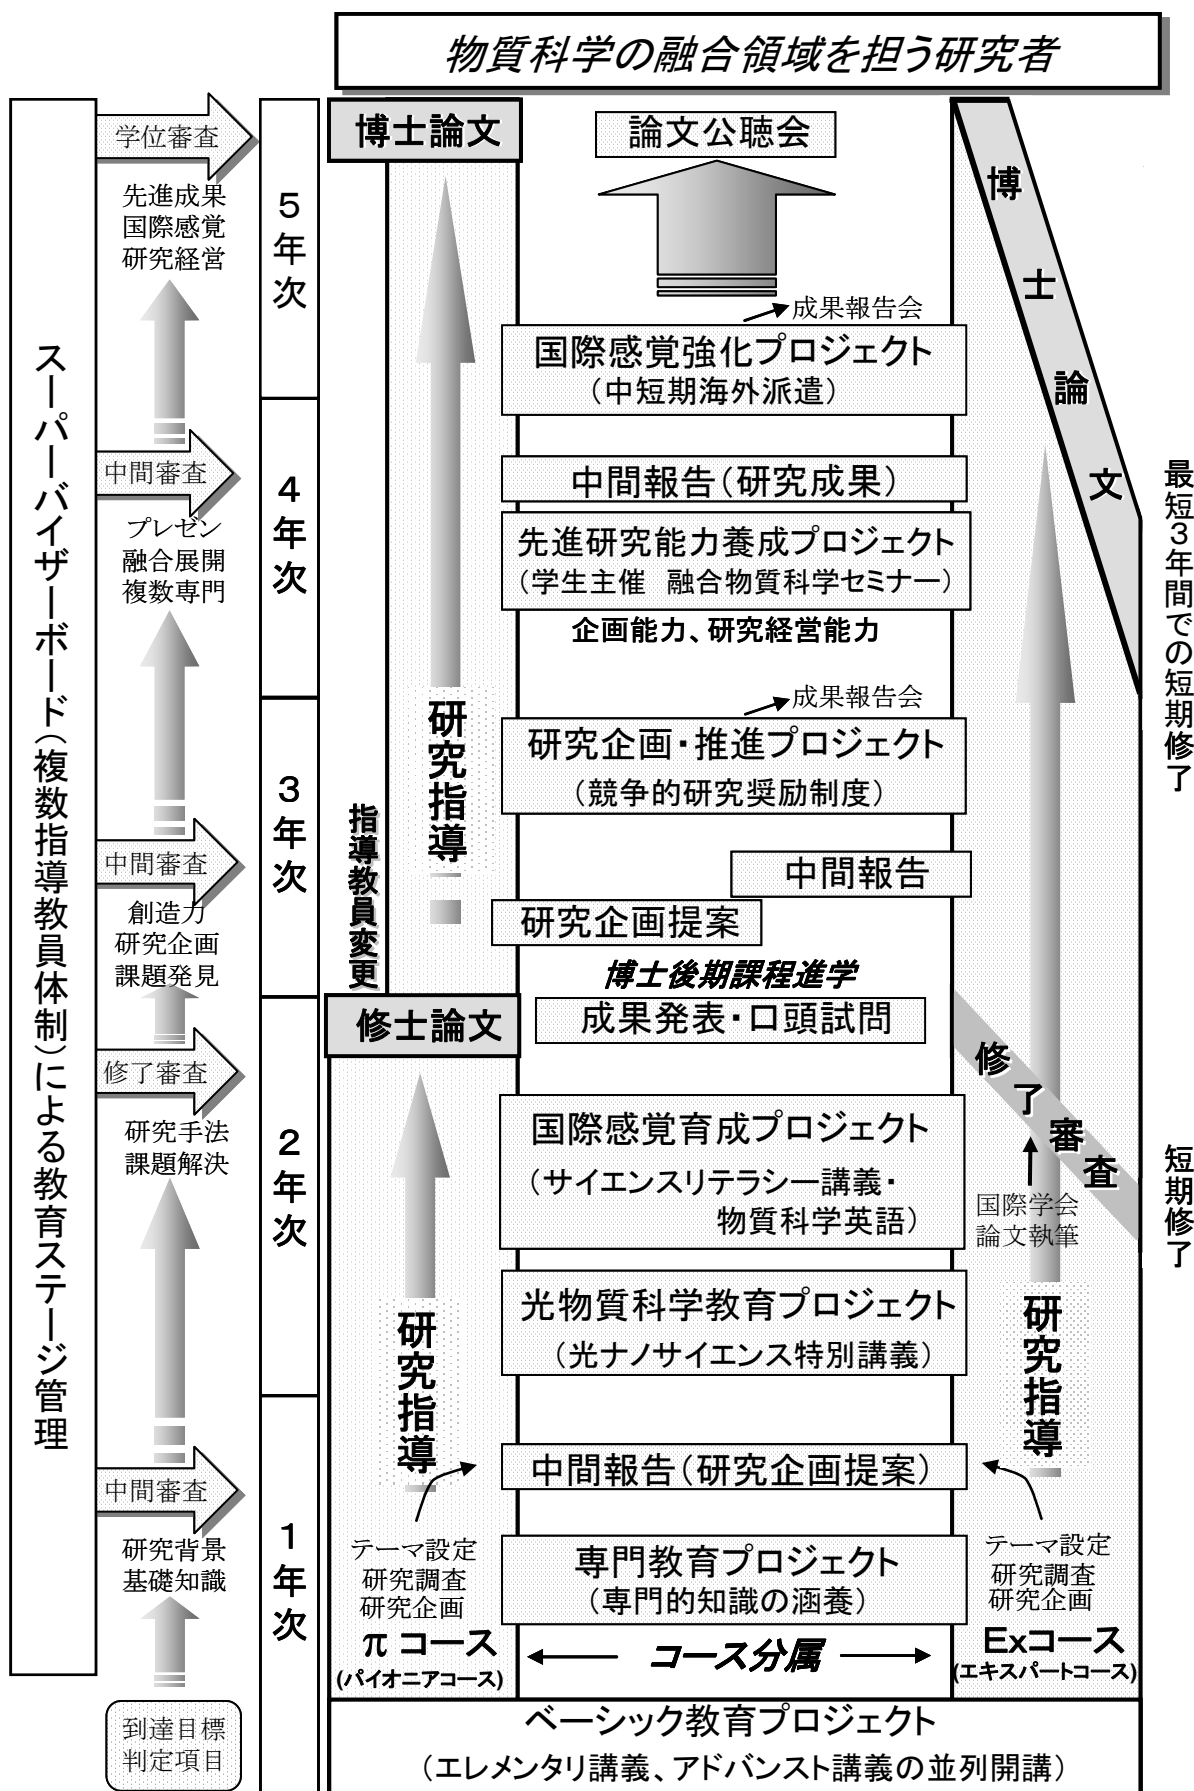 物質科学の融合領域を担う研究者
スーパーバイザーボード（複数指導教員体制）による教育ステージ管理
学位審査
先進成果
国際感覚
研究経営
中間審査
プレゼン
融合展開
複数専門
中間審査
創造力
研究企画
課題発見
修了審査
研究手法
課題解決
中間審査
研究背景
基礎知識
到達目標
判定項目
5年次
4年次
3年次
2年次
1年次
博士論文
研究指導
指導教員変更
修士論文
研究指導
テーマ設定
研究調査
研究企画
πコース
(パイオニアコース)
論文公聴会
成果報告会
国際感覚強化プロジェクト
（中短期海外派遣）
中間報告（研究成果）
先進研究能力養成プロジェクト
（学生主催　融合物質科学セミナー）
企画能力、研究経営能力
成果報告会
研究企画・推進プロジェクト
（競争的研究奨励制度）
中間報告
研究企画提案
博士後期課程進学
成果発表・口頭試問
国際感覚育成プロジェクト
（サイエンスリテラシー講義・
物質科学英語）
光物質科学教育プロジェクト
（光ナノサイエンス特別講義）
中間報告（研究企画提案）
専門教育プロジェクト
（専門的知識の涵養）
コース分属
博士論文
修了審査
国際学会
論文執筆
研究指導
テーマ設定
研究調査
研究企画
Exコース
(エキスパートコース)
最短3年間での短期修了
短期修了
ベーシック教育プロジェクト
（エレメンタリ講義、アドバンスト講義の並列開講）